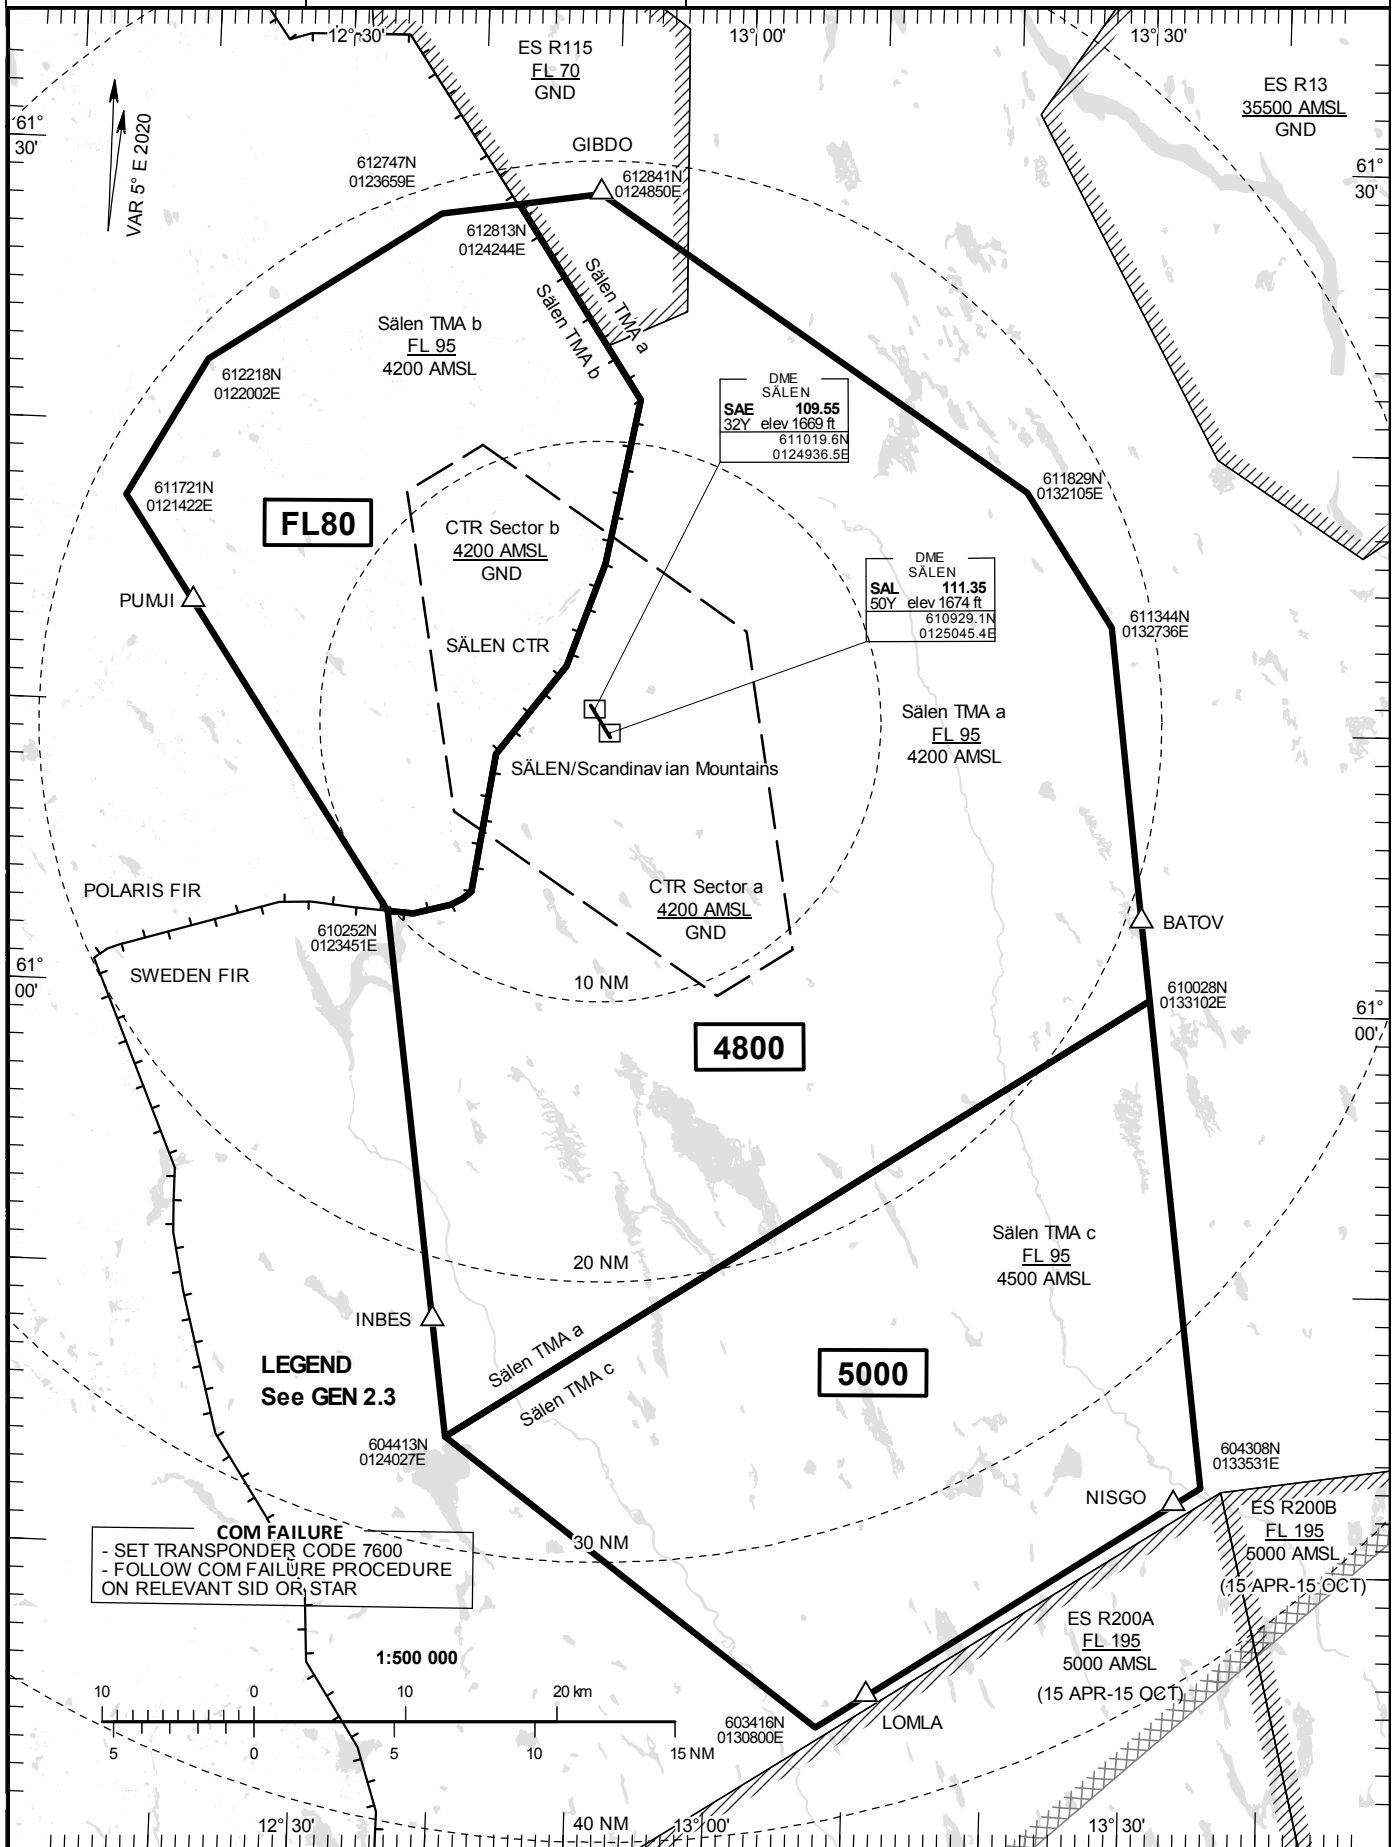 12° 30'
13° 00'
13° 30'
ES R115
FL 70
GND
ES R13
35500 AMSL
GND
61°
30'
VAR 5° E 2020
GIBDO
612747N
0123659E
612841N
0124850E
61°
30'
612813N
0124244E
Sälen TMA a
Sälen TMA b
Sälen TMA b
FL 95
4200 AMSL
612218N
0122002E
DME
SÄLEN
SAE 109.55
32Y elev 1669 ft
611019.6N
0124936.5E
611721N
0121422E
FL80
611829N
0132105E
CTR Sector b
4200 AMSL
GND
DME
SÄLEN
SAL 111.35
50Y elev 1674 ft
610929.1N
0125045.4E
PUMJI
611344N
0132736E
SÄLEN CTR
Sälen TMA a
FL 95
4200 AMSL
SÄLEN/Scandinavian Mountains
POLARIS FIR
CTR Sector a
4200 AMSL
GND
BATOV
610252N
0123451E
SWEDEN FIR
61°
00'
10 NM
610028N
0133102E
61°
00'
4800
Sälen TMA c
FL 95
4500 AMSL
20 NM
INBES
Sälen TMA a
Sälen TMA c
LEGEND
See GEN 2.3
5000
604413N
0124027E
604308N
0133531E
NISGO
ES R200B
FL 195
5000 AMSL
(15 APR-15 OCT)
COM FAILURE
- SET TRANSPONDER CODE 7600
- FOLLOW COM FAILURE PROCEDURE
ON RELEVANT SID OR STAR
30 NM
ES R200A
FL 195
5000 AMSL
(15 APR-15 OCT)
1:500 000
10 0 10 20 km
5 0 5 10 15 NM
603416N
0130800E
LOMLA
12° 30'
40 NM
13° 00'
13° 30'